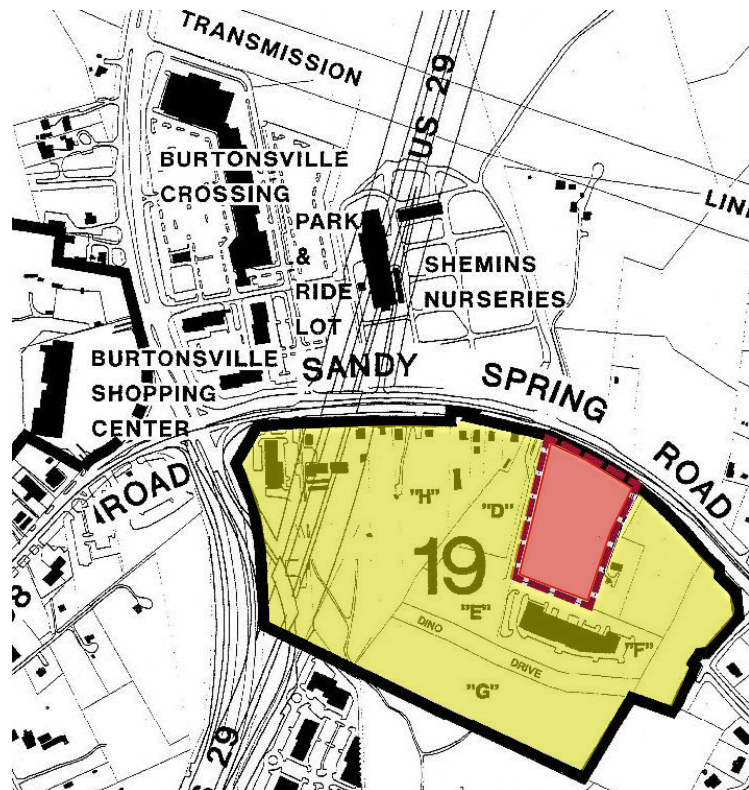 TRANSMISSION
LINE
US 29
BURTONSVILLE
CROSSING
PARK
&
RIDE
LOT
SHEMINS
NURSERIES
BURTONSVILLE
SHOPPING
CENTER
SANDY SPRING ROAD
ROAD
"H"
"D"
19
"E"
DINO DRIVE
"F"
"G"
29